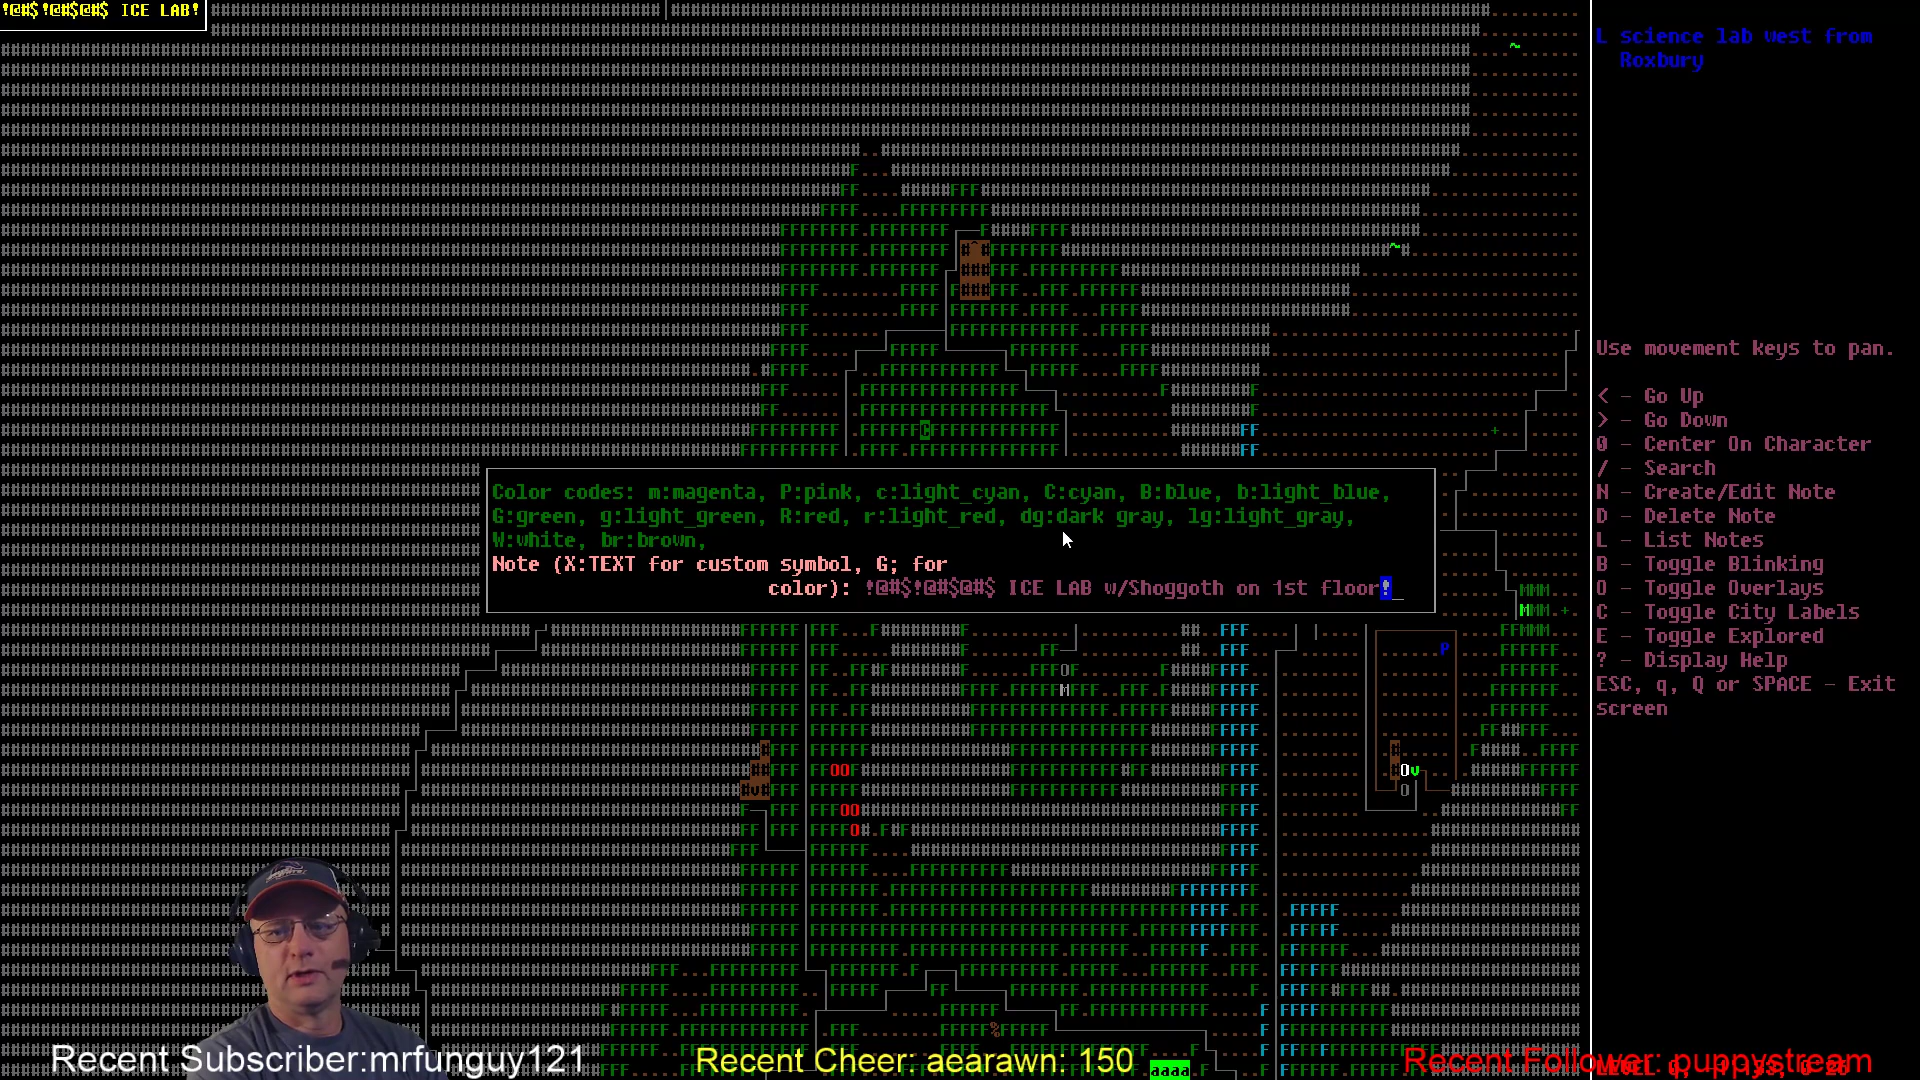 !@#$!@#$@#$ ICE LAB!
L science lab west from
Roxbury
Use movement keys to pan.
< - Go Up
> - Go Down
0 - Center On Character
/ - Search
N - Create/Edit Note
D - Delete Note
L - List Notes
B - Toggle Blinking
O - Toggle Overlays
C - Toggle City Labels
E - Toggle Explored
? - Display Help
ESC, q, Q or SPACE - Exit
screen
Color codes: m:magenta, P:pink, c:light_cyan, C:cyan, B:blue, b:light_blue,
G:green, g:light_green, R:red, r:light_red, dg:dark gray, lg:light_gray,
W:white, br:brown,
Note (X:TEXT for custom symbol, G; for
color): !@#$!@#$@#$ ICE LAB w/Shoggoth on 1st floor!_
Recent Subscriber:mrfunguy121
Recent Cheer: aearawn: 150
aaaa
Recent Follower: puppystream